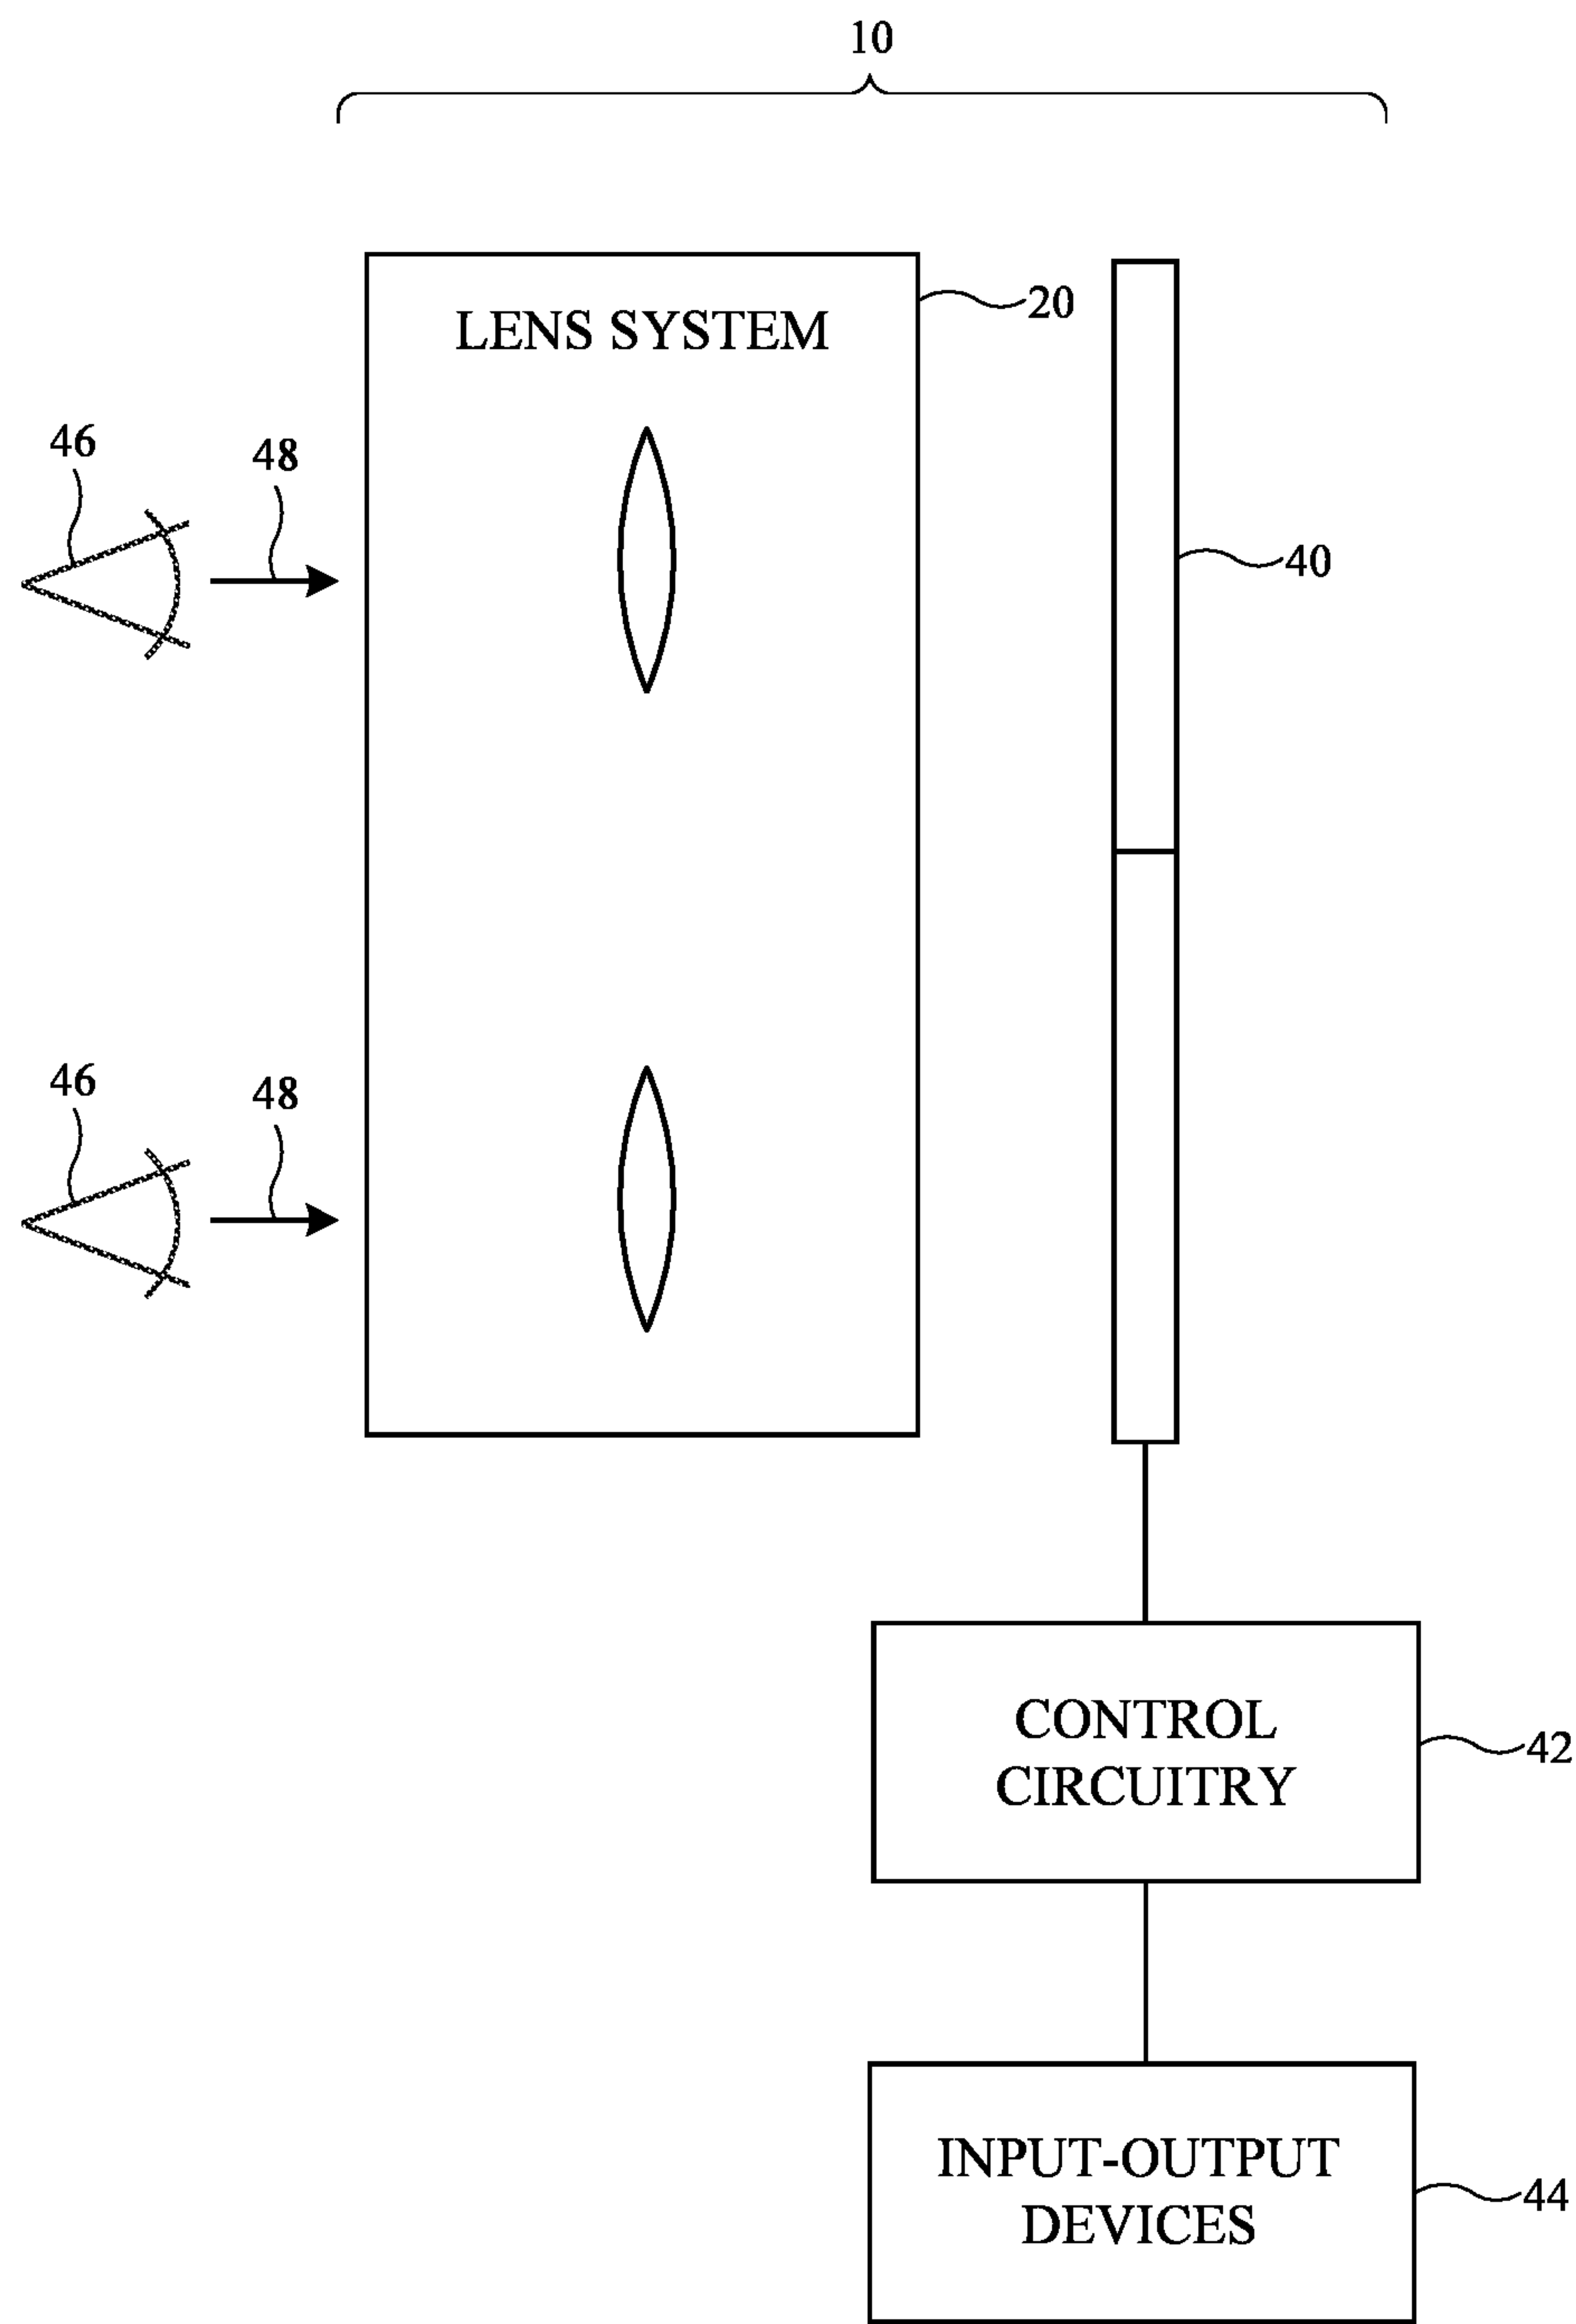 10
LENS SYSTEM
20
46
48
40
46
48
CONTROL
CIRCUITRY
42
INPUT-OUTPUT
DEVICES
44